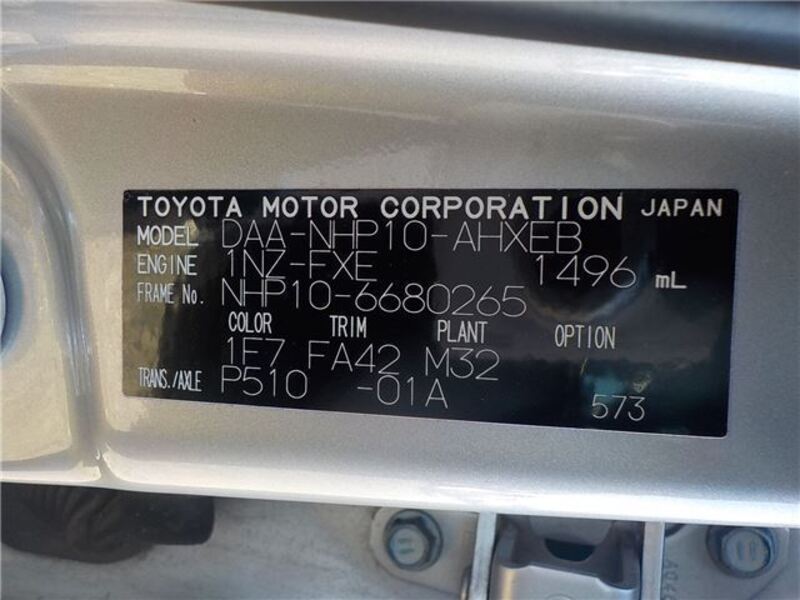 TOYOTA MOTOR CORPORATION JAPAN
MODEL DAA-NHP10-AHXEB
ENGINE 1NZ-FXE 1496 mL
FRAME No. NHP10-6680265
COLOR TRIM PLANT OPTION
1F7 FA42 M32
TRANS./AXLE P510 -01A 573